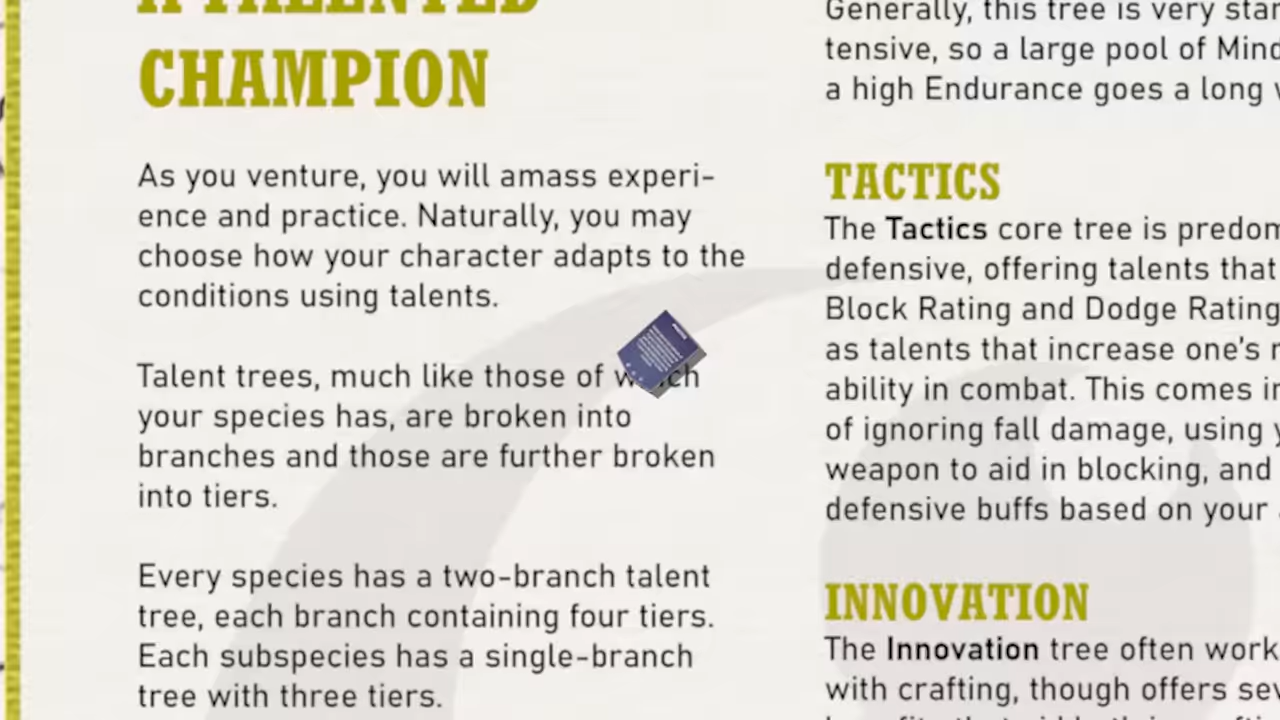 A TALENTED
CHAMPION
As you venture, you will amass experi-
ence and practice. Naturally, you may
choose how your character adapts to the
conditions using talents.
Talent trees, much like those of which
your species has, are broken into
branches and those are further broken
into tiers.
Every species has a two-branch talent
tree, each branch containing four tiers.
Each subspecies has a single-branch
tree with three tiers.
Generally, this tree is very
tensive, so a large pool of Mind
a high Endurance goes a long
TACTICS
The Tactics core tree is
defensive, offering talents that
Block Rating and Dodge Rating
as talents that increase one's
ability in combat. This comes
of ignoring fall damage, using
weapon to aid in blocking, and
defensive buffs based on your
INNOVATION
The Innovation tree often work
with crafting, though offers